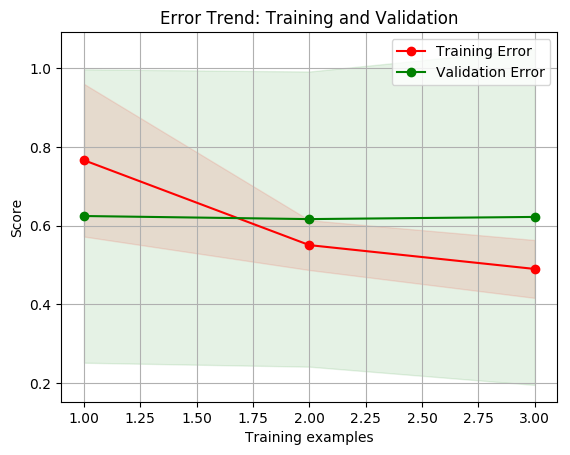 Error Trend: Training and Validation
Training Error
Validation Error
Score
1.0
0.8
0.6
0.4
0.2
1.00 1.25 1.50 1.75 2.00 2.25 2.50 2.75 3.00
Training examples